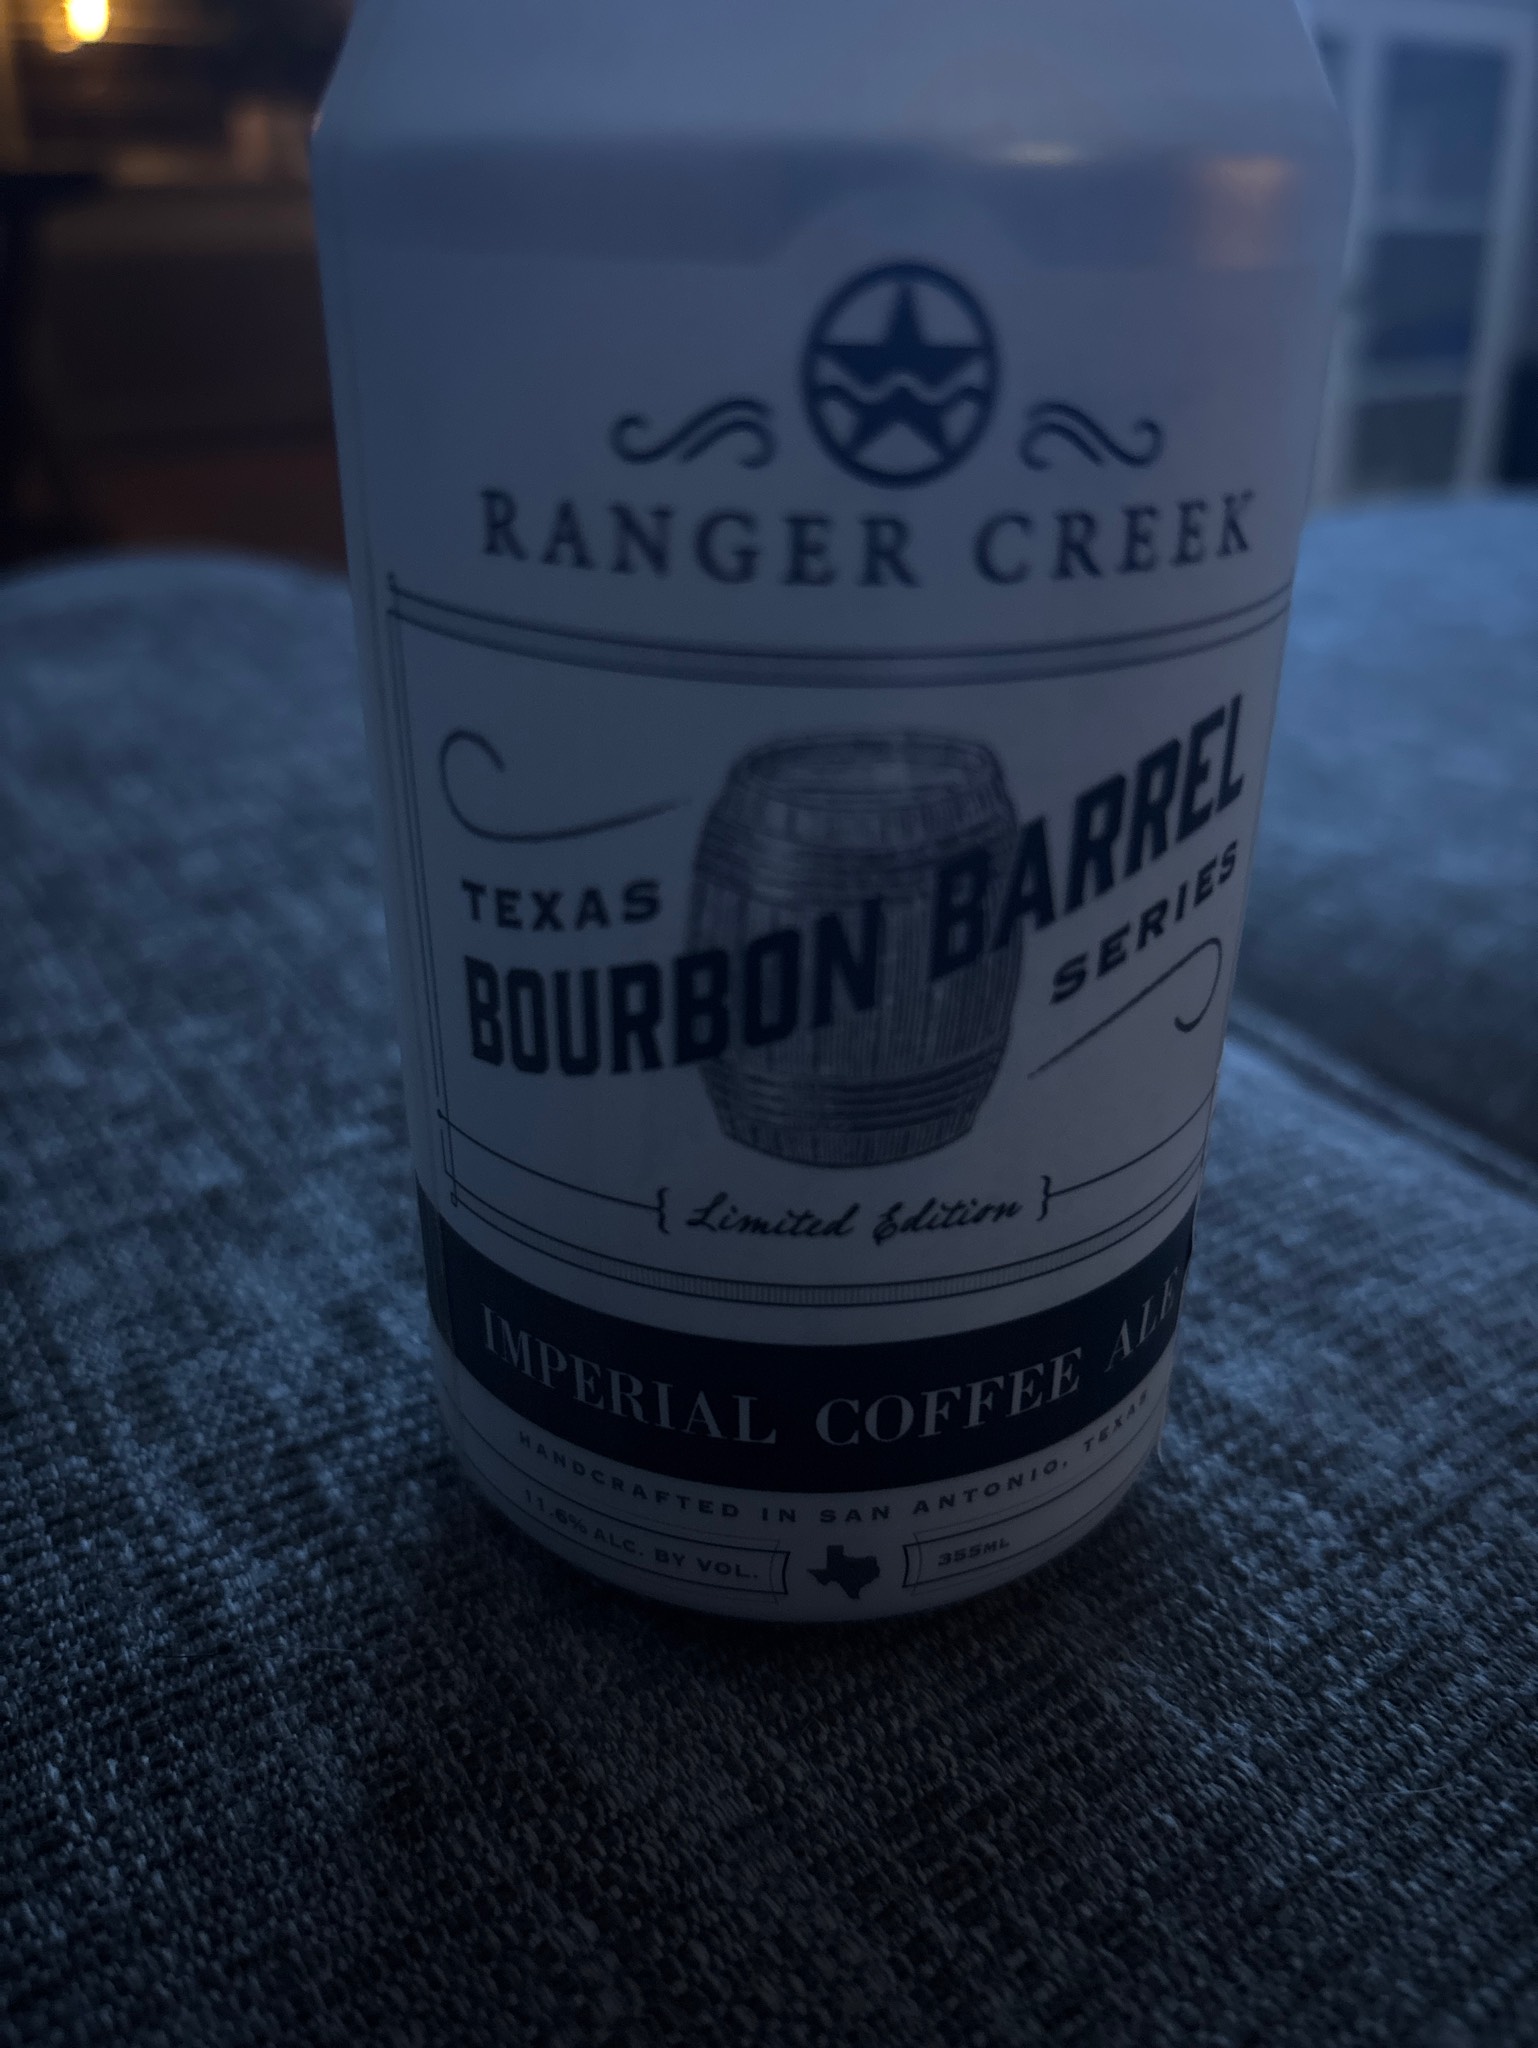 RANGER CREEK
TEXAS
BOURBON BARREL
SERIES
{ Limited Edition }
IMPERIAL COFFEE ALE
HANDCRAFTED IN SAN ANTONIO, TEXAS
11.6% ALC. BY VOL.
355ML